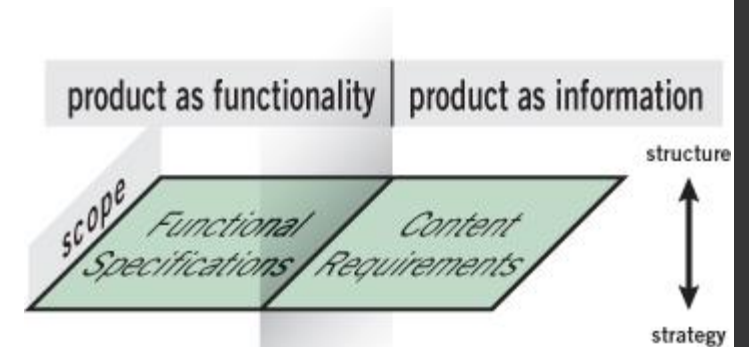 product as functionality
product as information
structure
scope
Functional
Specifications
Content
Requirements
strategy